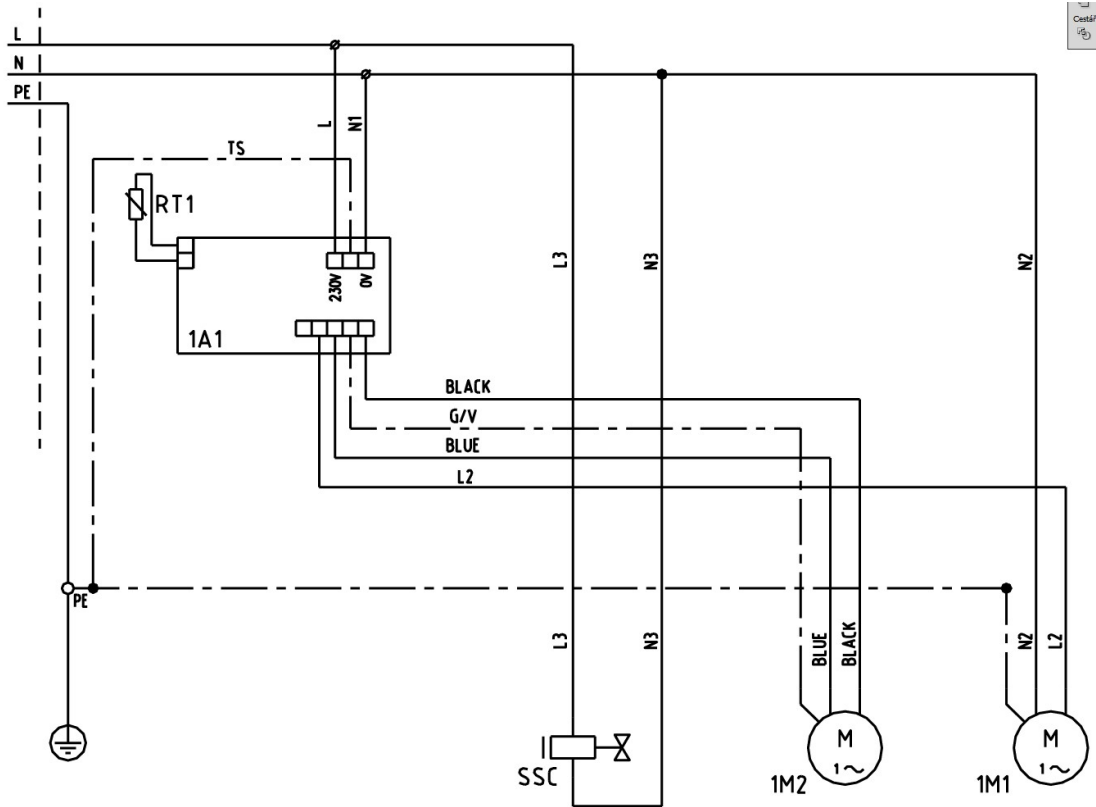 Cestář
L
N
PE
L
N1
TS
RT1
230V
0V
L3
N3
N2
1A1
BLACK
G/V
BLUE
L2
PE
L3
N3
BLUE
BLACK
N2
L2
SSC
M
1~
1M2
M
1~
1M1